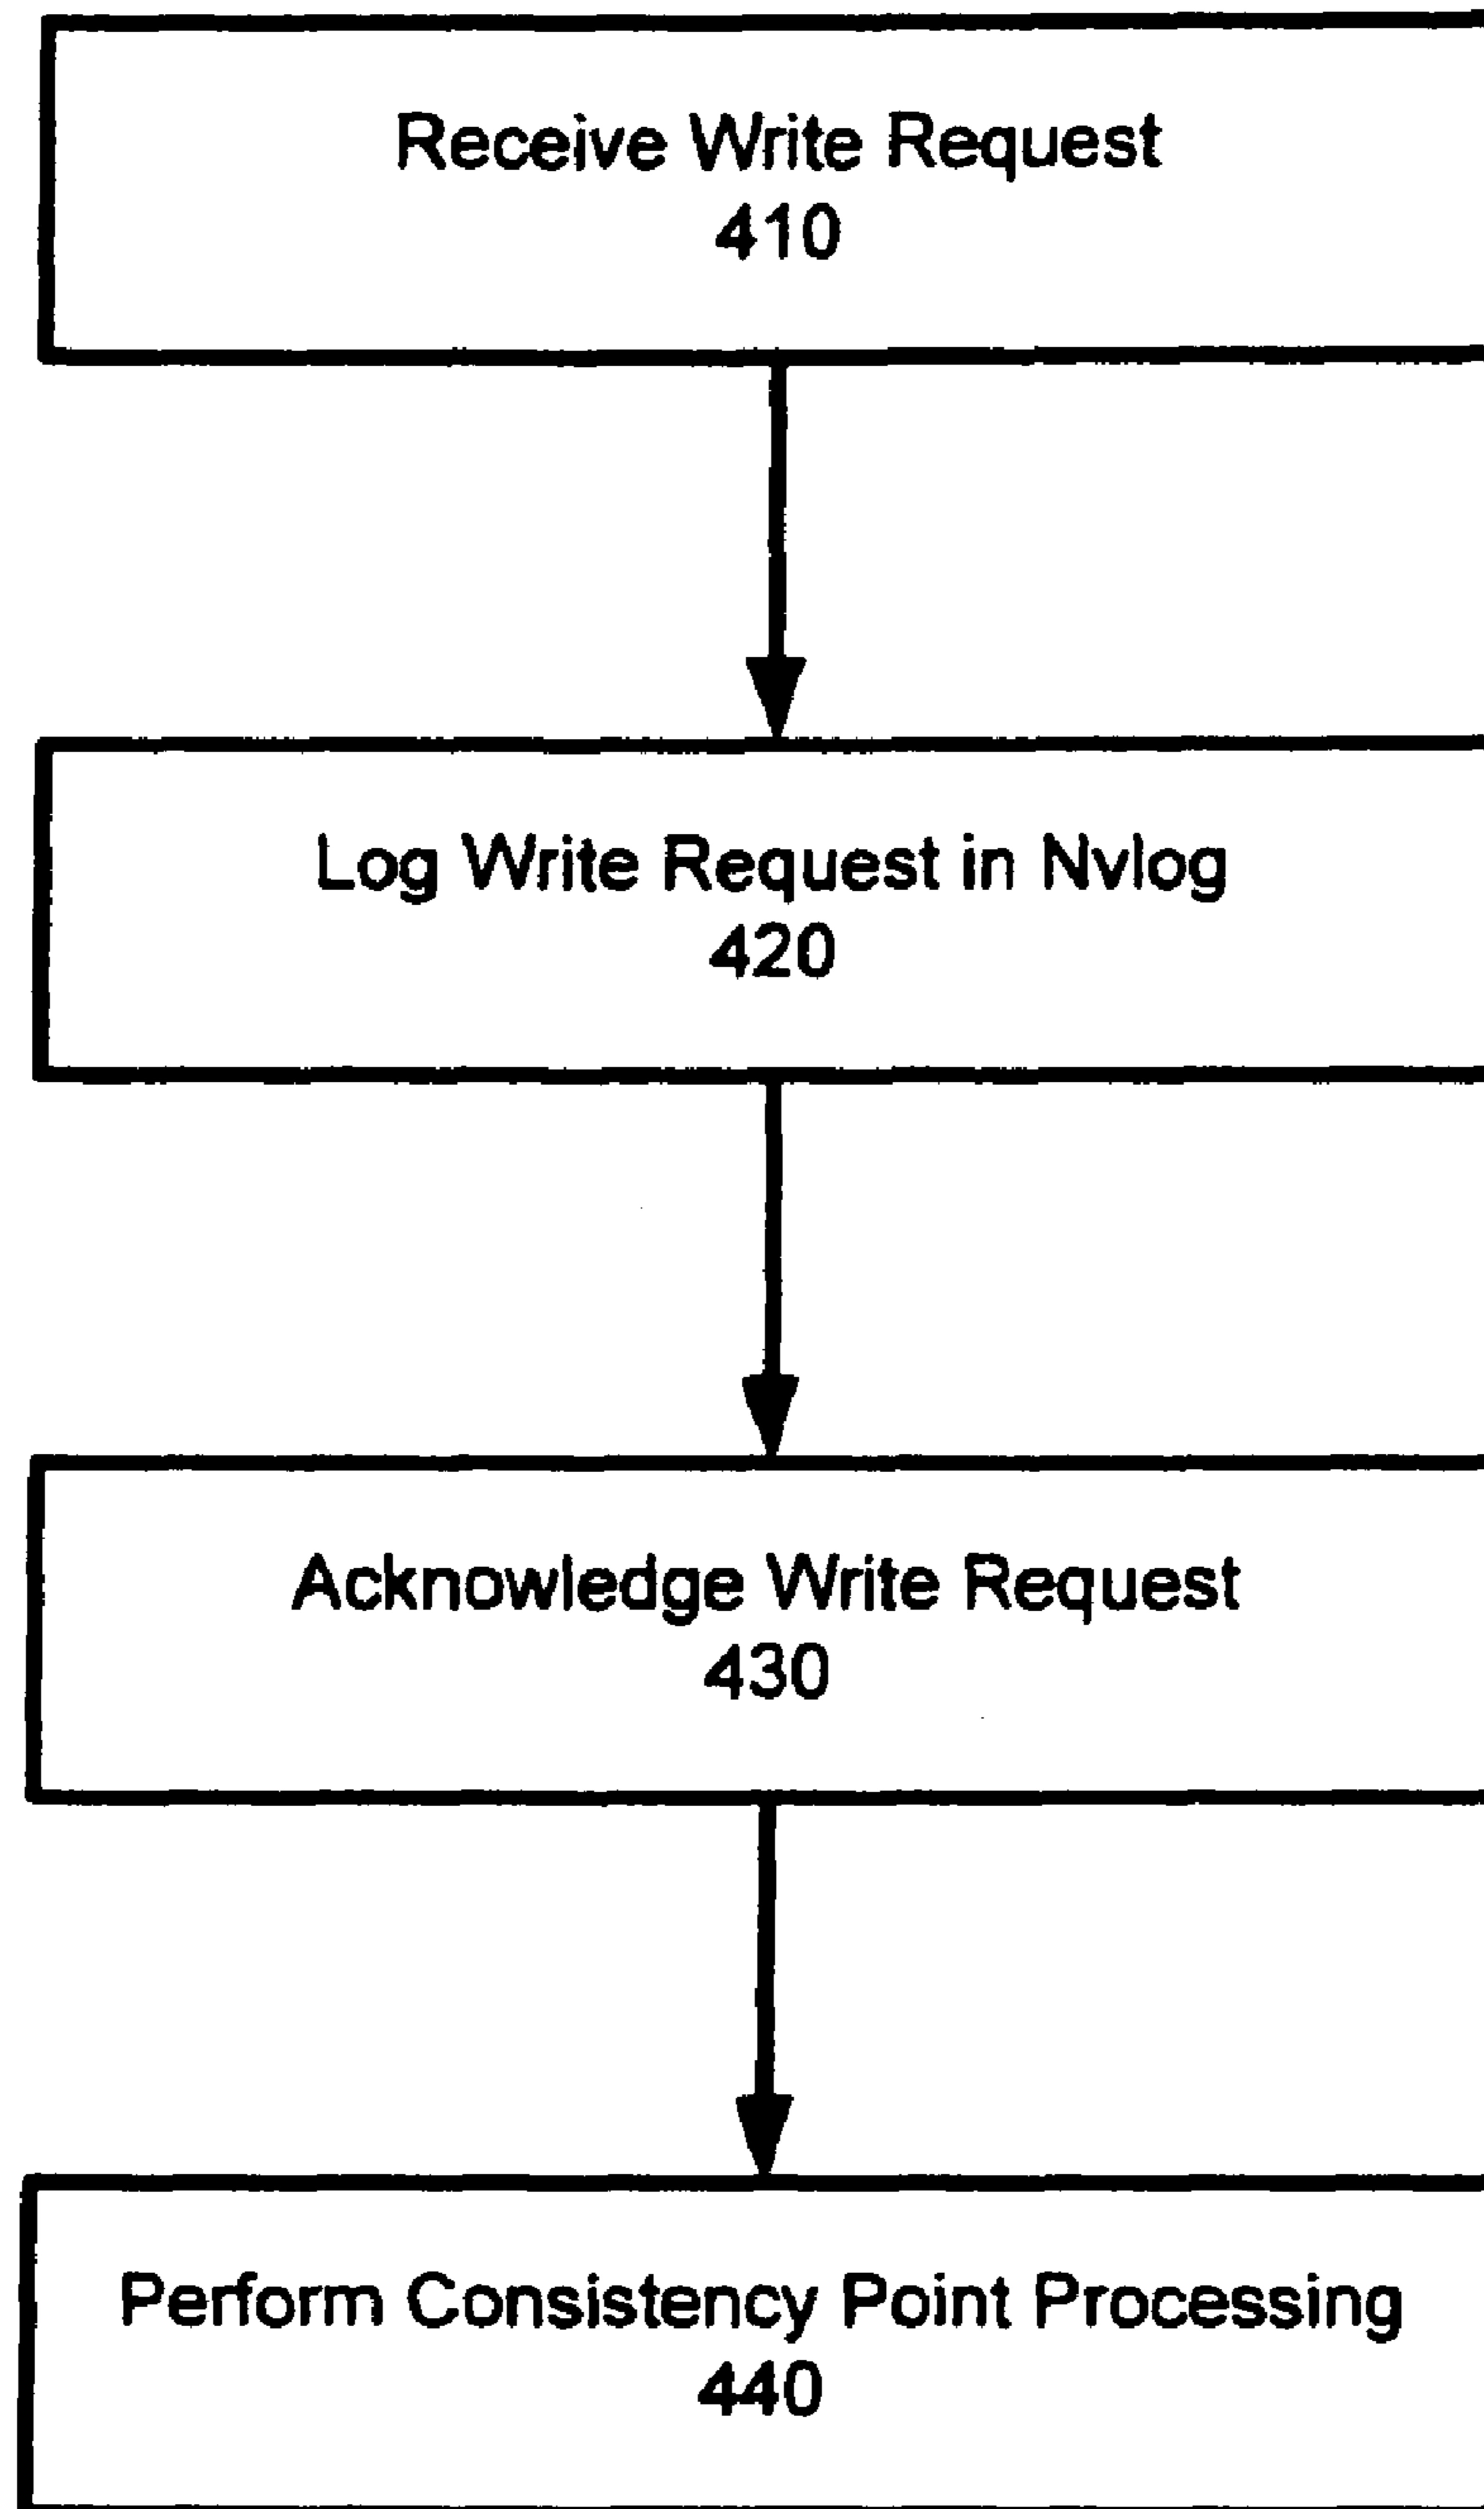 Receive Write Request
410
Log Write Request in Nvlog
420
Acknowledge Write Request
430
Perform Consistency Point Processing
440